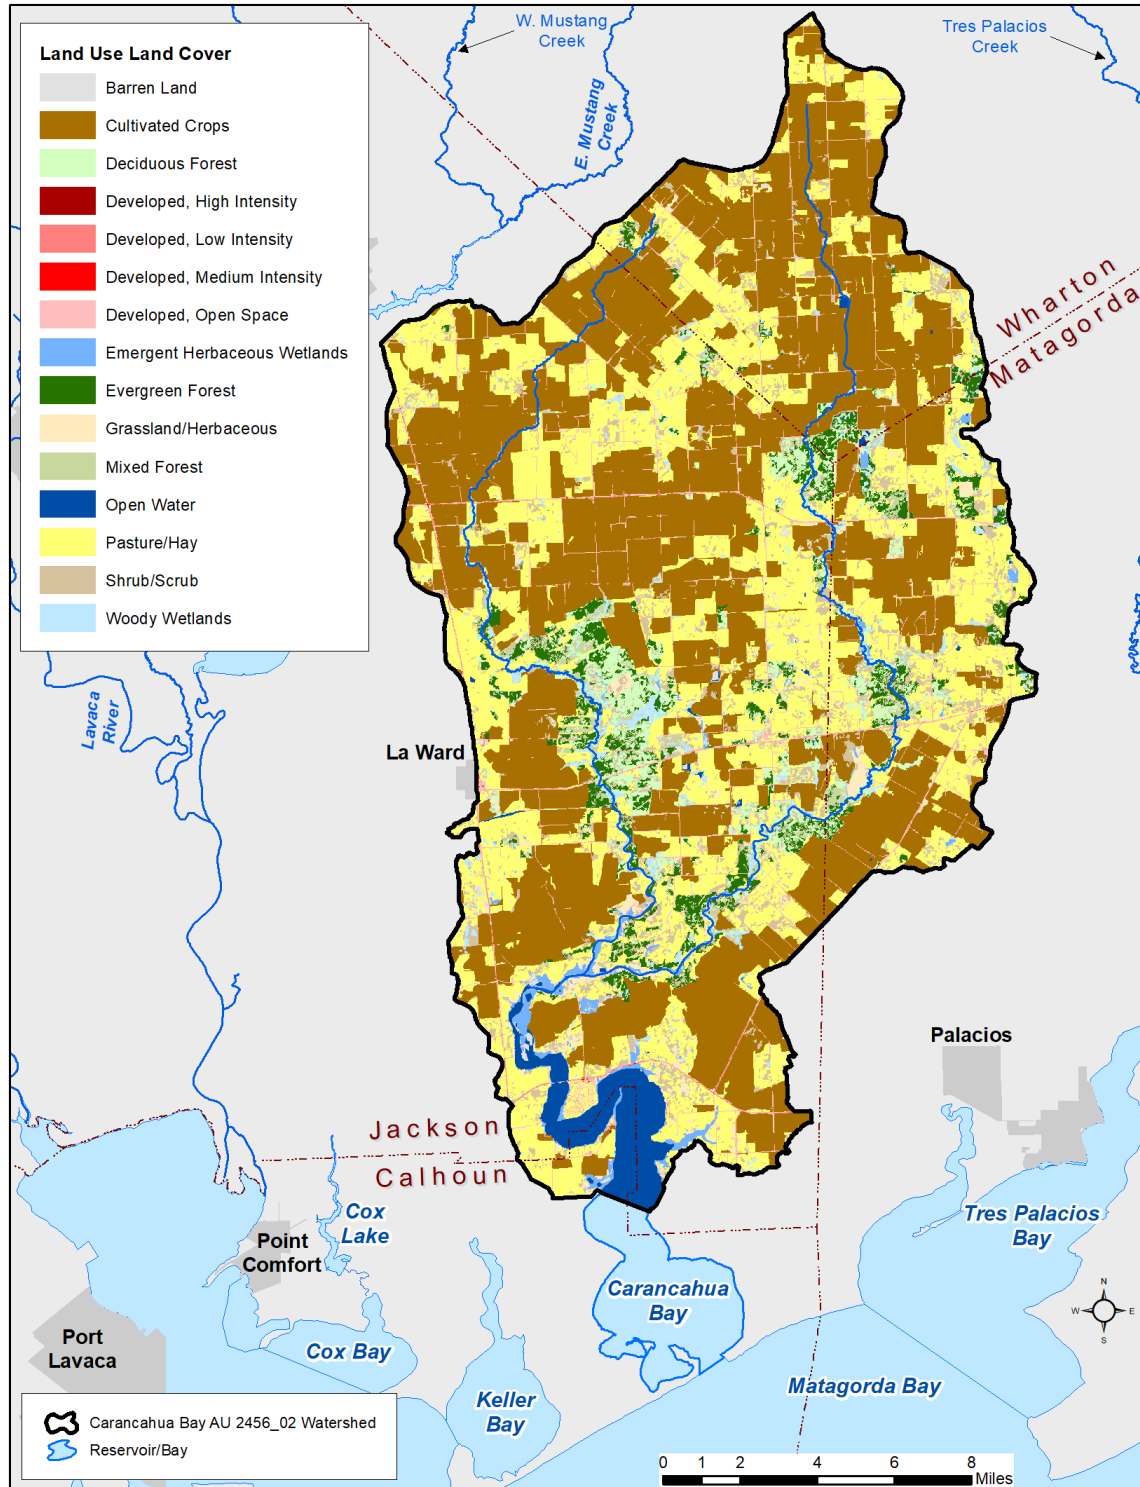 Land Use Land Cover
Barren Land
Cultivated Crops
Deciduous Forest
Developed, High Intensity
Developed, Low Intensity
Developed, Medium Intensity
Developed, Open Space
Emergent Herbaceous Wetlands
Evergreen Forest
Grassland/Herbaceous
Mixed Forest
Open Water
Pasture/Hay
Shrub/Scrub
Woody Wetlands
W. Mustang
Creek
E. Mustang
Creek
Tres Palacios
Creek
Wharton
Matagorda
Lavaca
River
La Ward
Palacios
Jackson
Calhoun
Cox
Lake
Point
Comfort
Port
Lavaca
Cox Bay
Keller
Bay
Carancahua
Bay
Tres Palacios
Bay
Matagorda Bay
N
W
E
S
Carancahua Bay AU 2456_02 Watershed
Reservoir/Bay
0 1 2 4 6 8
Miles